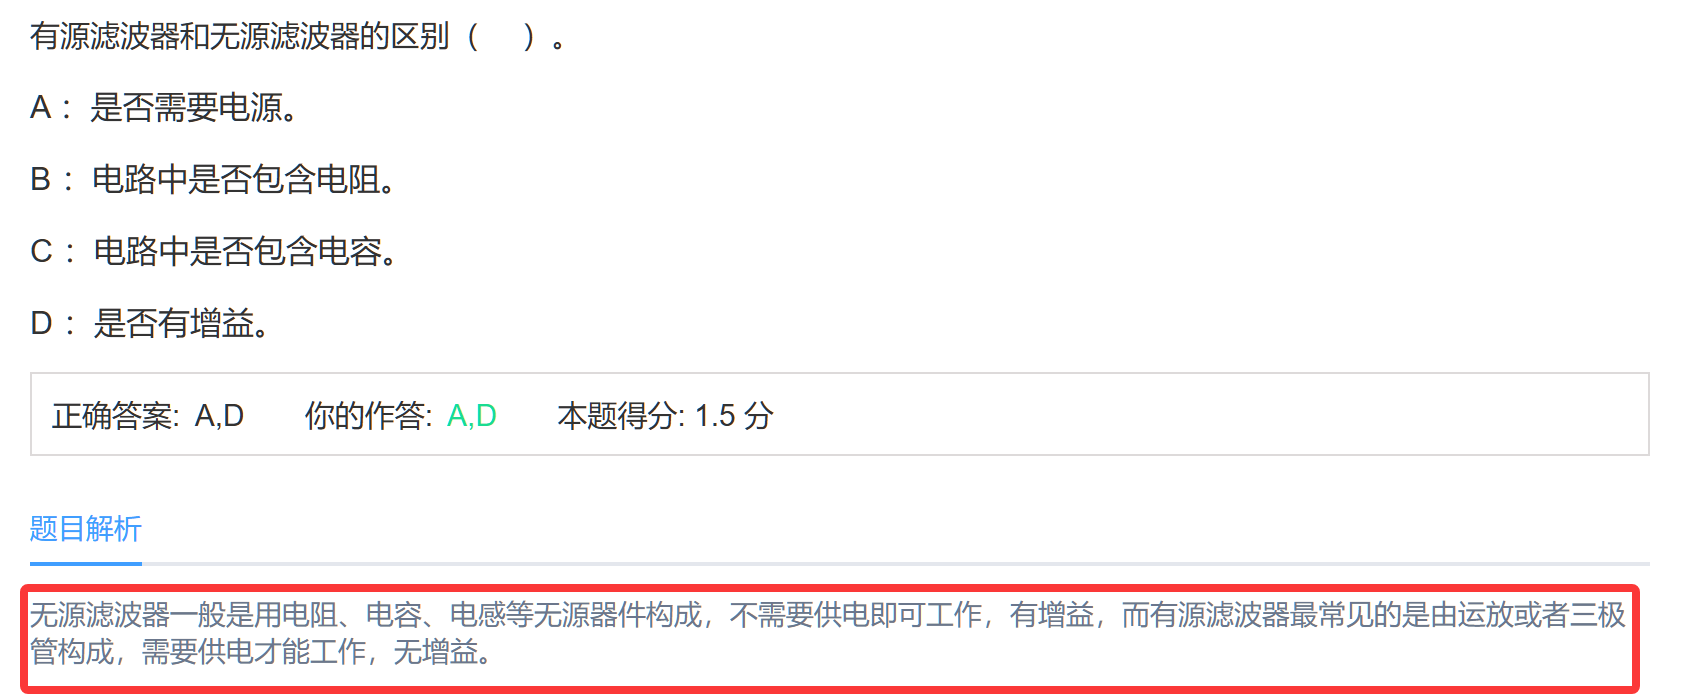 有源滤波器和无源滤波器的区别（    ）。
A： 是否需要电源。
B： 电路中是否包含电阻。
C： 电路中是否包含电容。
D： 是否有增益。
正确答案: A,D 你的作答: A,D 本题得分: 1.5 分
题目解析
无源滤波器一般是用电阻、电容、电感等无源器件构成，不需要供电即可工作，有增益，而有源滤波器最常见的是由运放或者三极
管构成，需要供电才能工作，无增益。